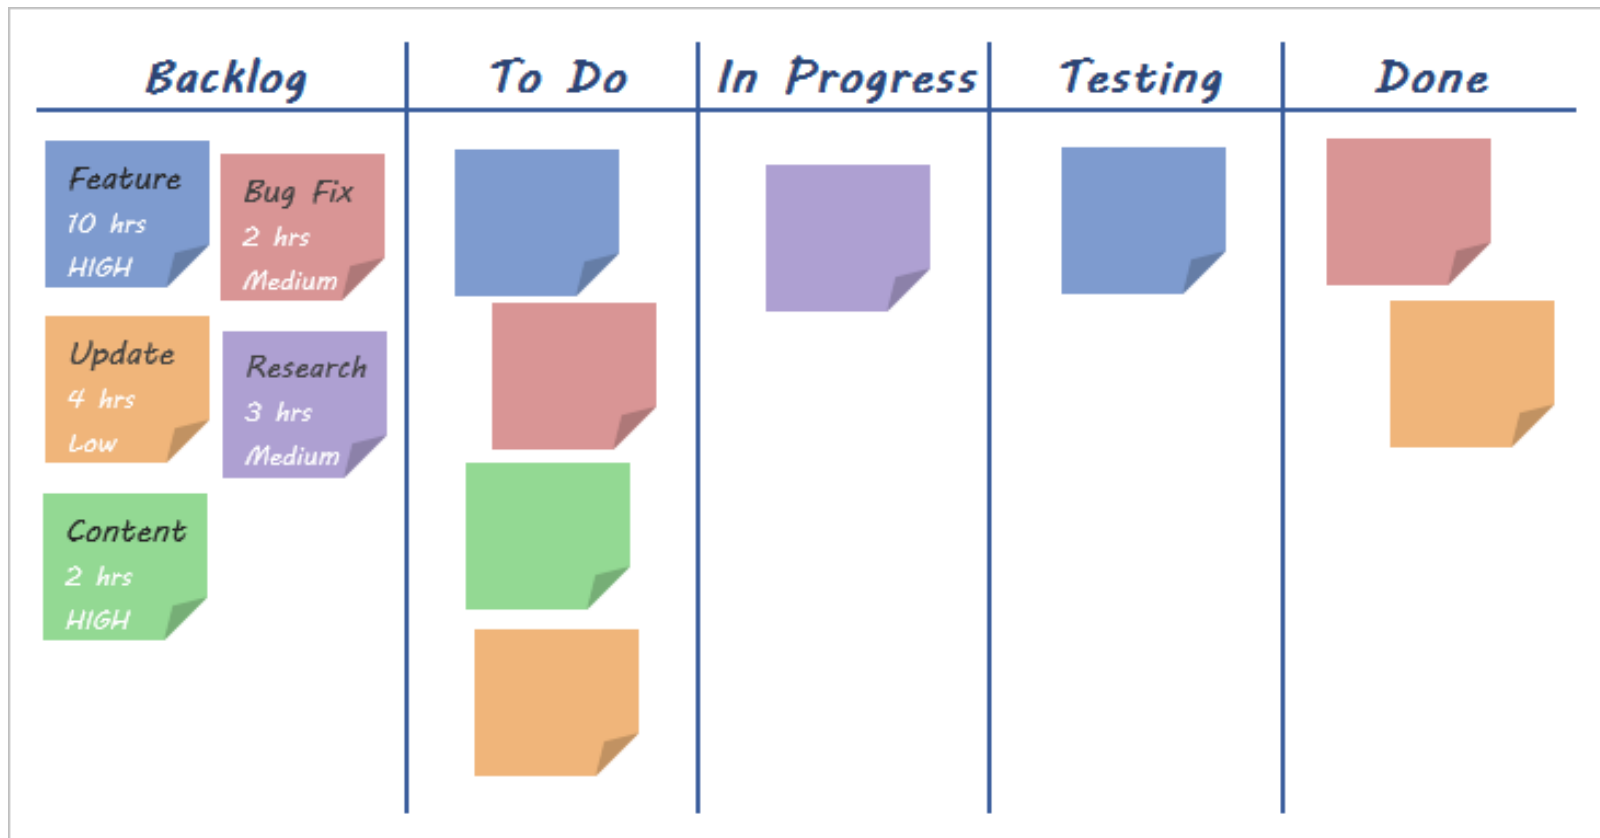 Backlog
To Do
In Progress
Testing
Done
Feature
10 hrs
HIGH
Bug Fix
2 hrs
Medium
Update
4 hrs
Low
Research
3 hrs
Medium
Content
2 hrs
HIGH